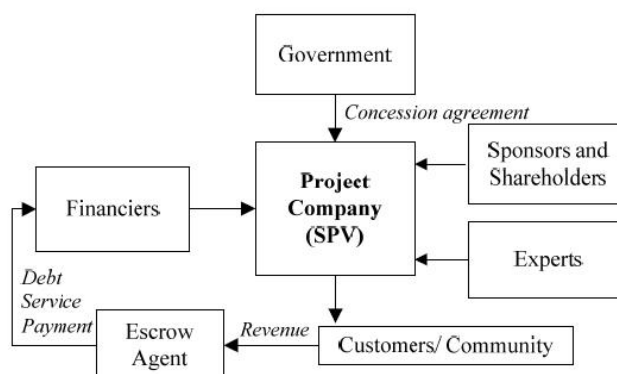 Government
Concession agreement
Sponsors and
Shareholders
Project
Company
(SPV)
Financiers
Experts
Debt
Service
Payment
Escrow
Agent
Revenue
Customers/ Community